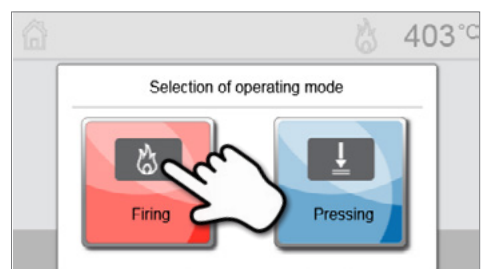 403°C
Selection of operating mode
Firing
Pressing